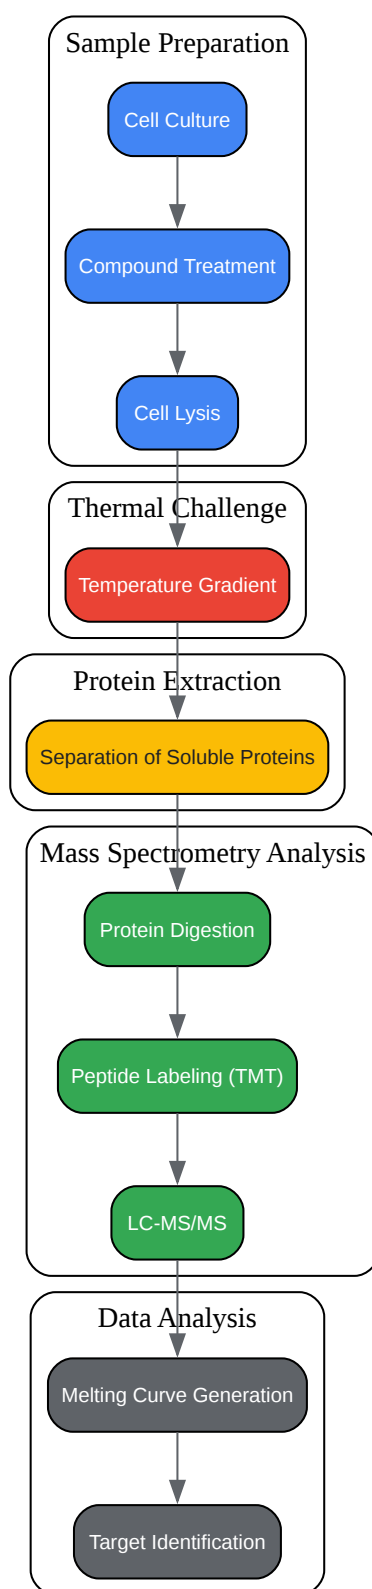 Sample Preparation
Cell Culture
Compound Treatment
Cell Lysis
Thermal Challenge
Temperature Gradient
Protein Extraction
Separation of Soluble Proteins
Mass Spectrometry Analysis
Protein Digestion
Peptide Labeling (TMT)
LC-MS/MS
Data Analysis
Melting Curve Generation
Target Identification